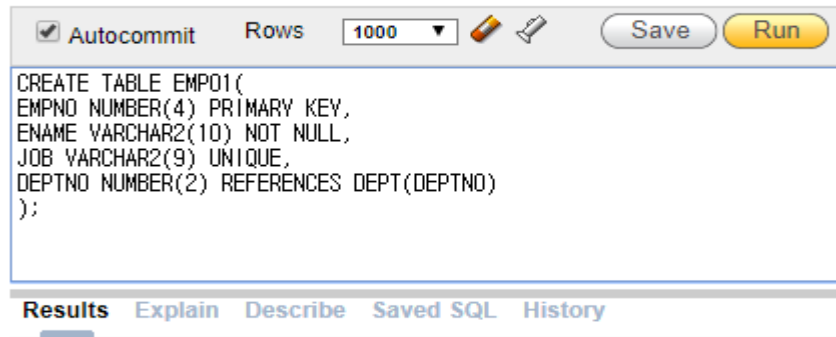 Autocommit Rows 1000 Save Run
CREATE TABLE EMP01(
EMPNO NUMBER(4) PRIMARY KEY,
ENAME VARCHAR2(10) NOT NULL,
JOB VARCHAR2(9) UNIQUE,
DEPTNO NUMBER(2) REFERENCES DEPT(DEPTNO)
);
Results Explain Describe Saved SQL History